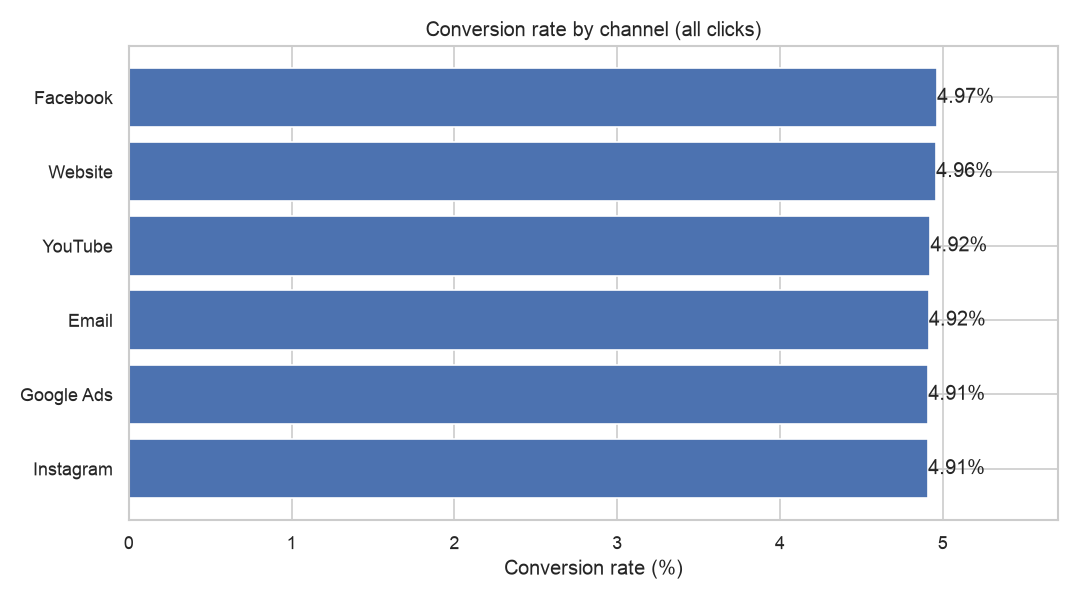 Conversion rate by channel (all clicks)
Facebook 4.97%
Website 4.96%
YouTube 4.92%
Email 4.92%
Google Ads 4.91%
Instagram 4.91%
0 1 2 3 4 5
Conversion rate (%)